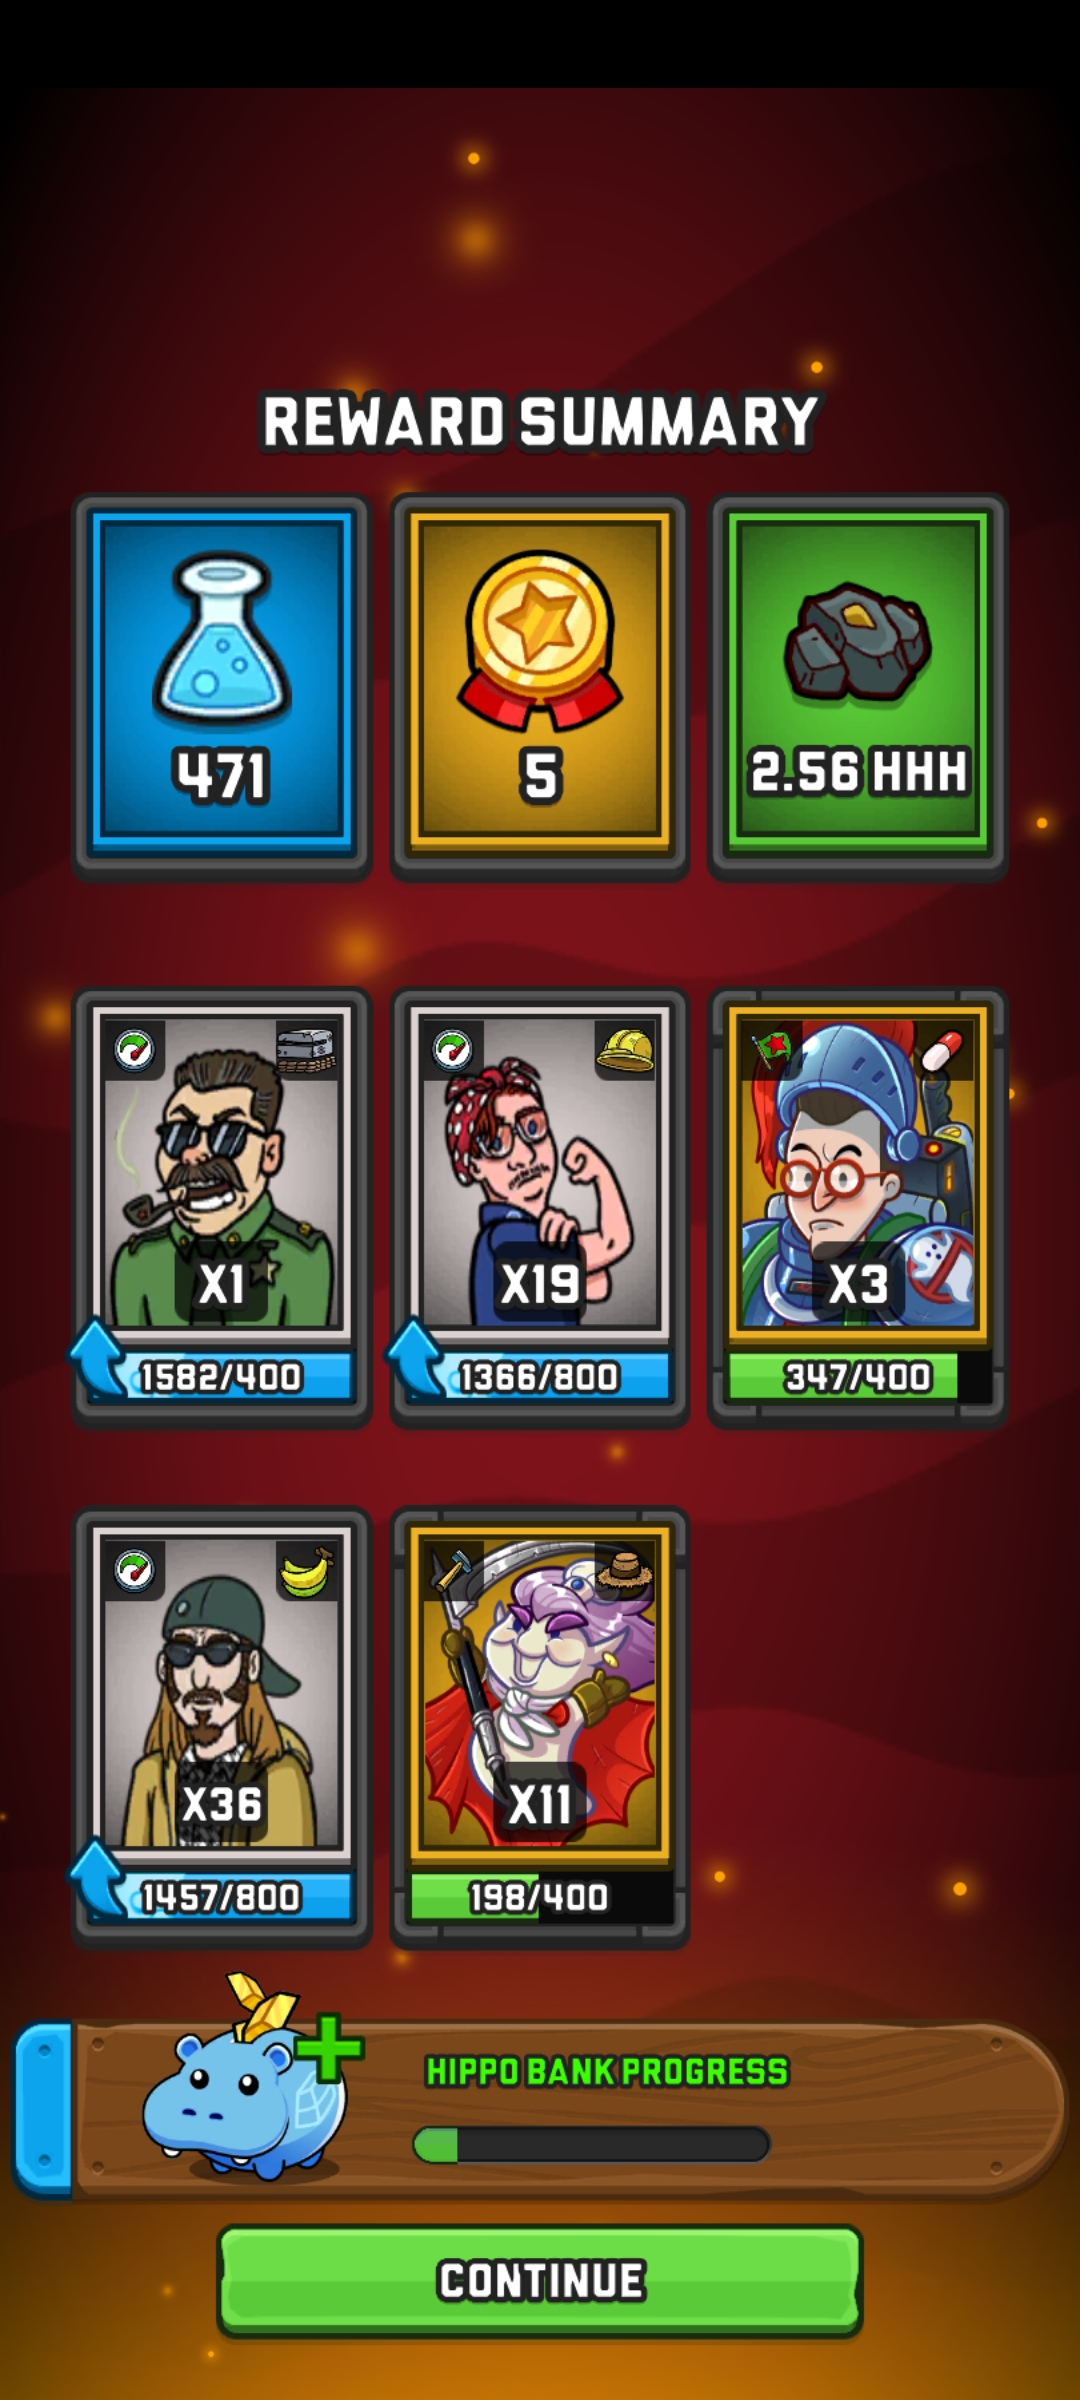 REWARD SUMMARY
471
5
2.56 HHH
X1
X19
X3
1582/400
1366/800
347/400
X36
X11
1457/800
198/400
HIPPO BANK PROGRESS
CONTINUE